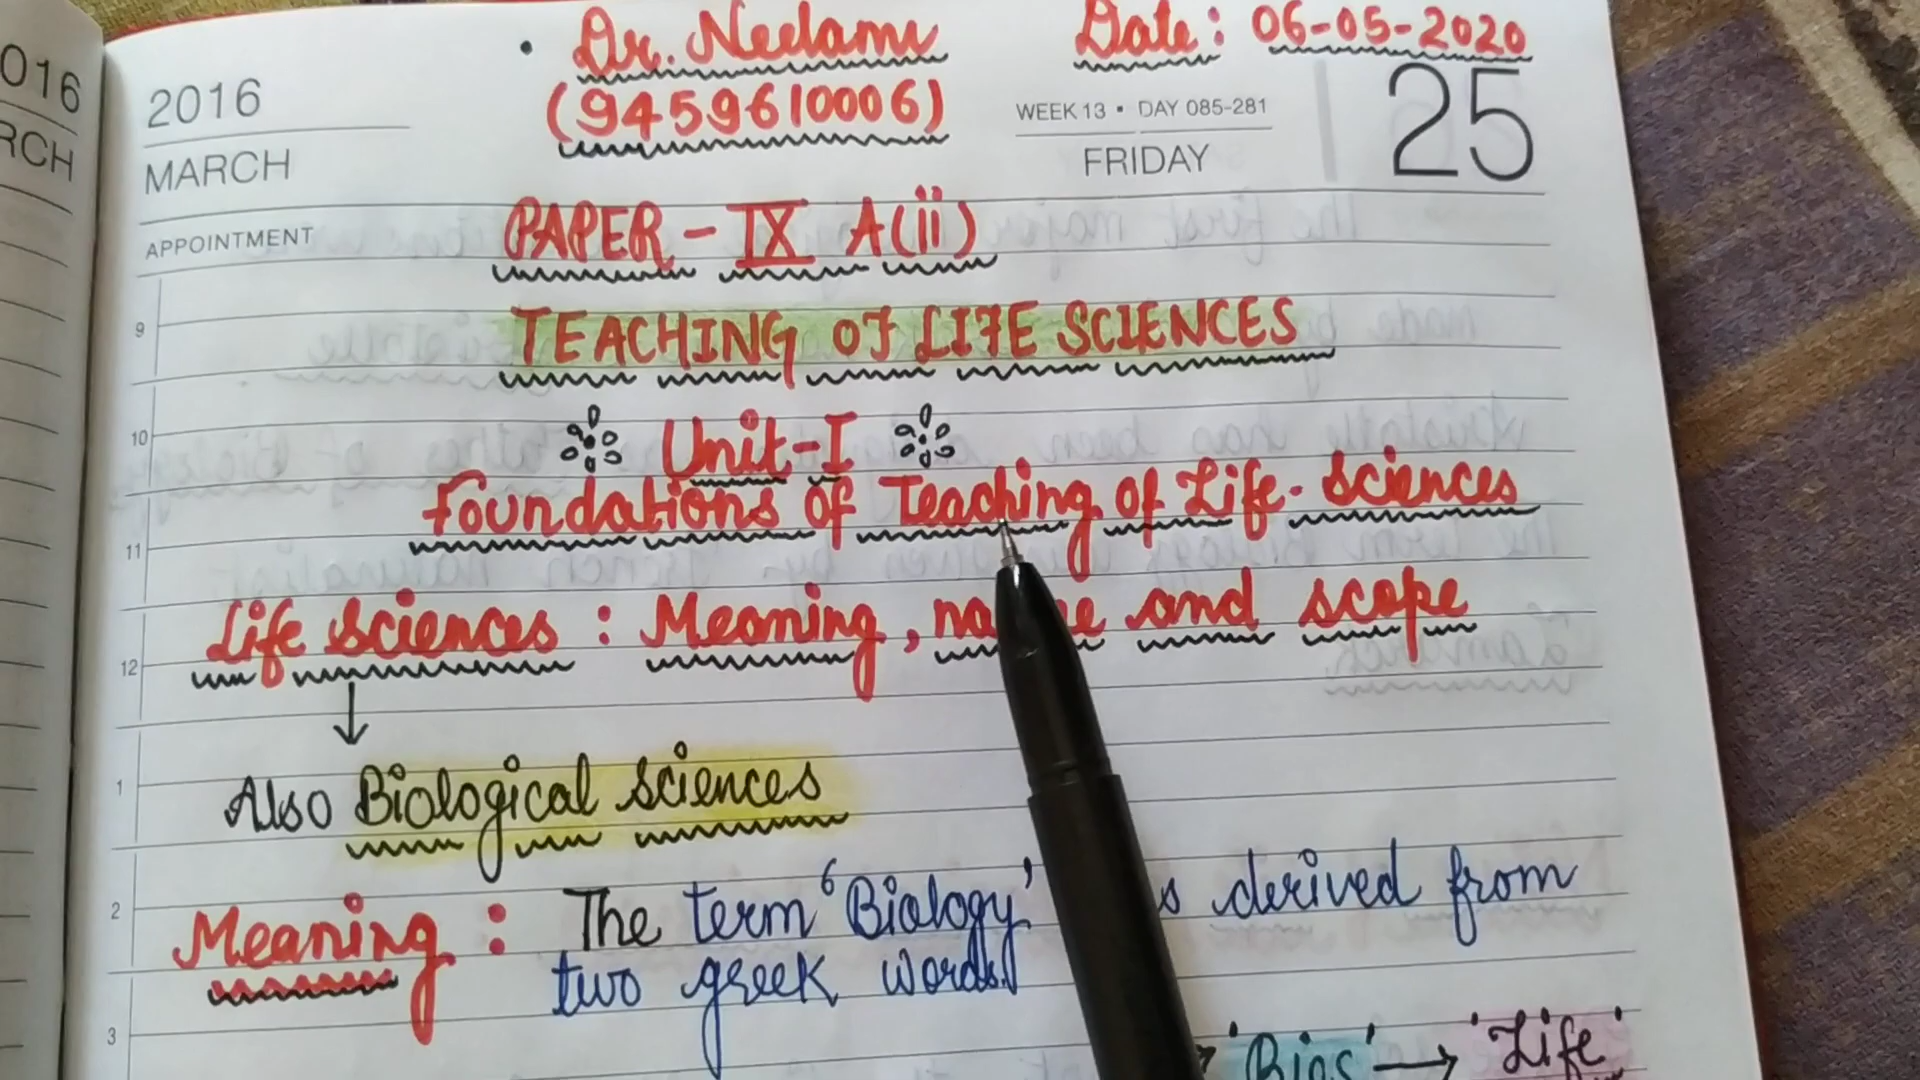 016
RCH
2016
MARCH
APPOINTMENT
• Dr. Neelam
(9459610006)
Date: 06-05-2020
WEEK 13 • DAY 085-281
FRIDAY
25
PAPER - IX A(ii)
TEACHING OF LIFE SCIENCES
Unit-I
Foundations of Teaching of Life. Sciences
Life Sciences : Meaning, and scope
Also Biological Sciences
Meaning : The term 'Biology' derived from
two greek words
'Bios' → 'Life'
9
10
11
12
1
2
3